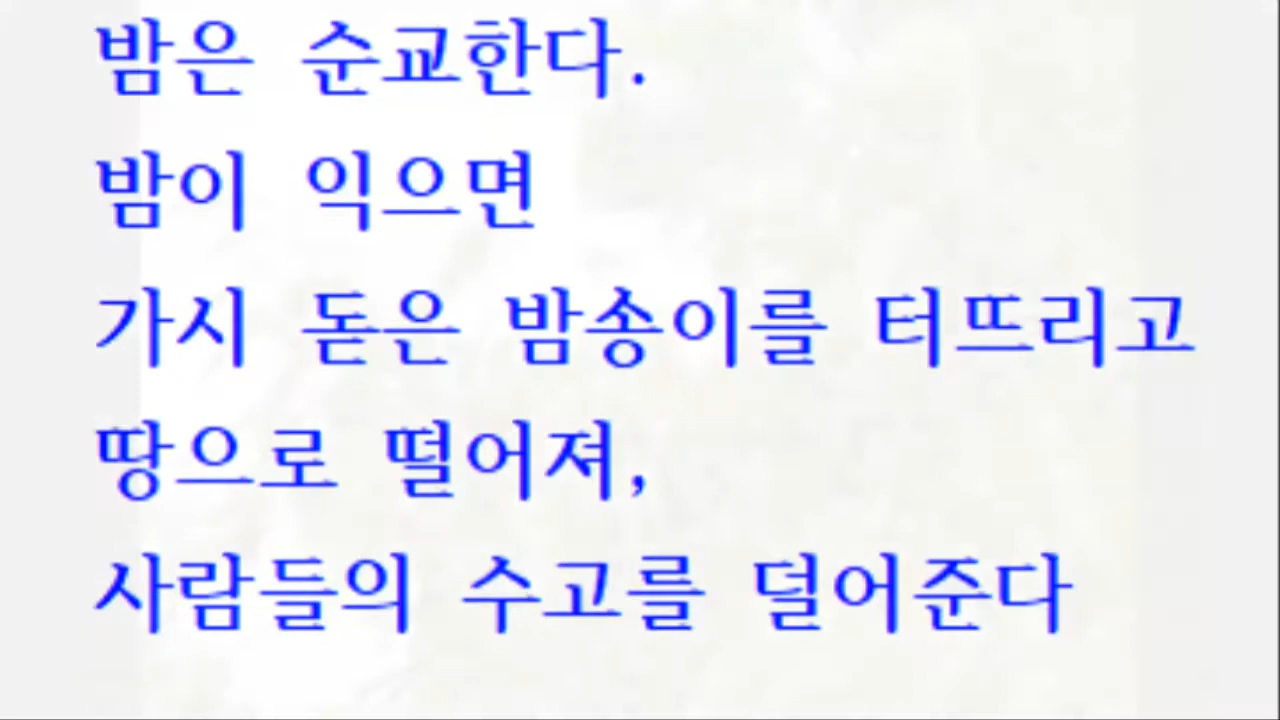 밤은 순교한다.
밤이 익으면
가시 돋은 밤송이를 터뜨리고
땅으로 떨어져,
사람들의 수고를 덜어준다